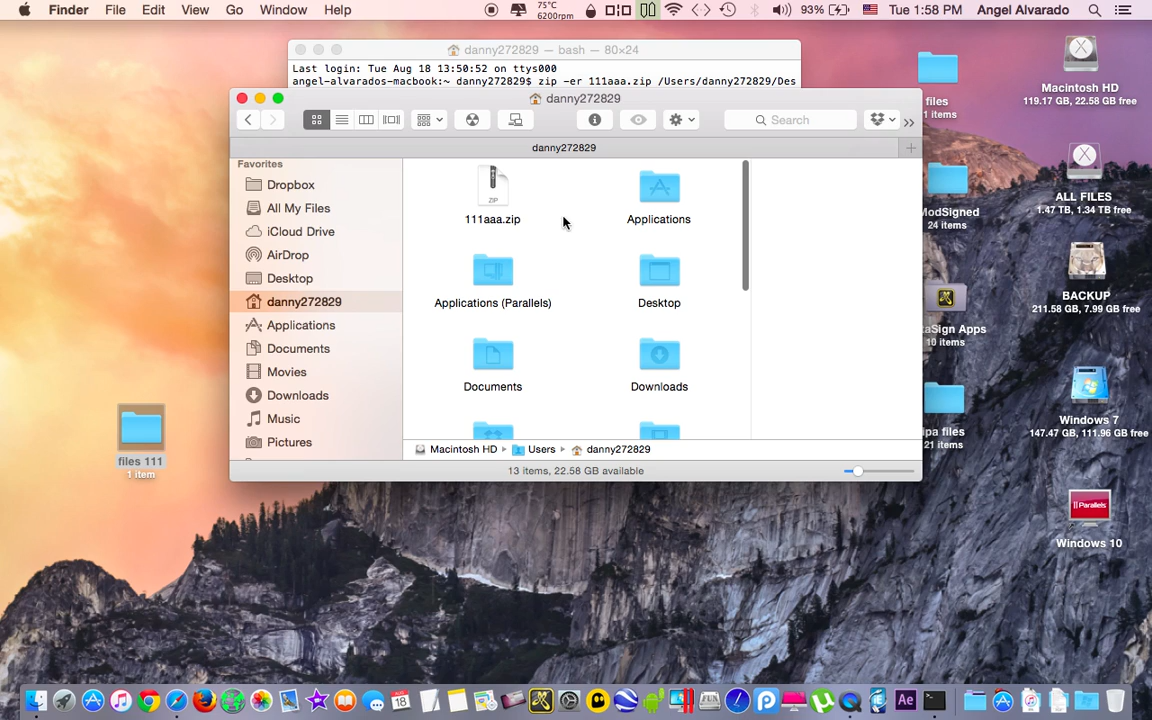 Finder File Edit View Go Window Help 75°C 6200rpm 93% Tue 1:58 PM Angel Alvarado
danny272829 — bash — 80×24
Last login: Tue Aug 18 13:50:52 on ttys000
angel-alvarados-macbook:~ danny272829$ zip -er 111aaa.zip /Users/danny272829/Des
danny272829
Search
danny272829
Favorites
Dropbox
All My Files
iCloud Drive
AirDrop
Desktop
danny272829
Applications
Documents
Movies
Downloads
Music
Pictures
ZIP
111aaa.zip
Applications
Applications (Parallels)
Desktop
Documents
Downloads
Macintosh HD Users danny272829
13 items, 22.58 GB available
files 111
1 item
files
1 items
ModSigned
24 items
taSign Apps
10 items
ipa files
21 items
Macintosh HD
119.17 GB, 22.58 GB free
ALL FILES
1.47 TB, 1.34 TB free
BACKUP
211.58 GB, 7.99 GB free
Windows 7
147.47 GB, 111.96 GB free
Parallels
Windows 10
Ae